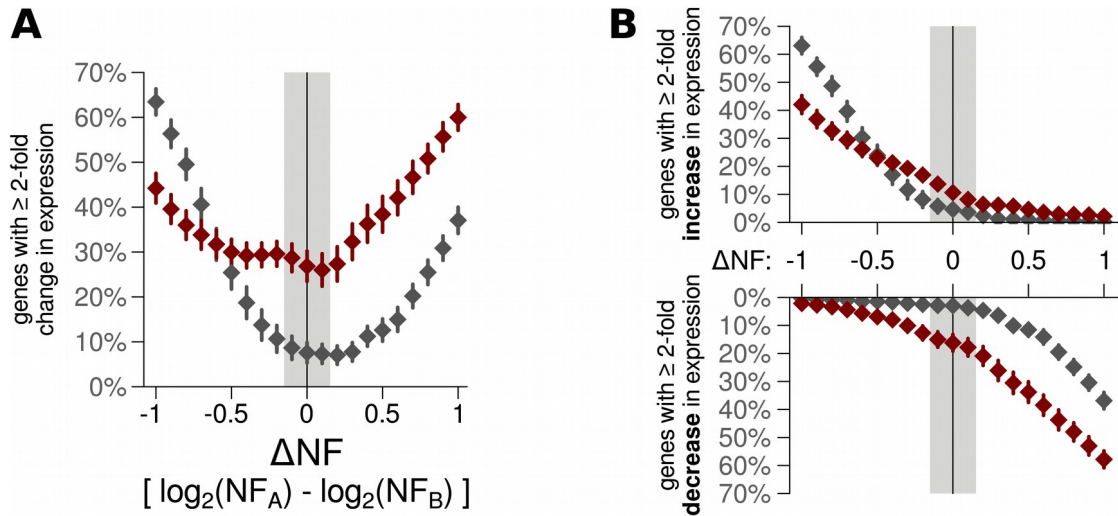 A
genes with ≥ 2-fold
change in expression
70%
60%
50%
40%
30%
20%
10%
0%
-1
-0.5
0
0.5
1
ΔNF
[ log₂(NF_A) - log₂(NF_B) ]
B
genes with ≥ 2-fold
increase in expression
70%
60%
50%
40%
30%
20%
10%
0%
ΔNF: -1 -0.5 0 0.5 1
genes with ≥ 2-fold
decrease in expression
0%
10%
20%
30%
40%
50%
60%
70%